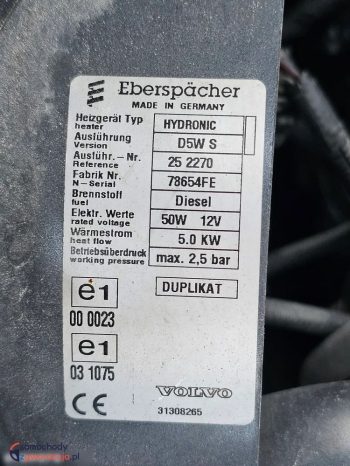 Eberspächer
MADE IN GERMANY
Heizgerät Typ HYDRONIC
heater
Ausführung D5W S
Version
Ausführ.- Nr. 25 2270
Reference
Fabrik Nr. 78654FE
N-Serial
Brennstoff Diesel
fuel
Elektr. Werte 50W 12V
rated voltage
Wärmestrom 5.0 KW
heat flow
Betriebsüberdruck max. 2,5 bar
working pressure
e1 DUPLIKAT
00 0023
e1
03 1075
CE VOLVO
31308265
samochody